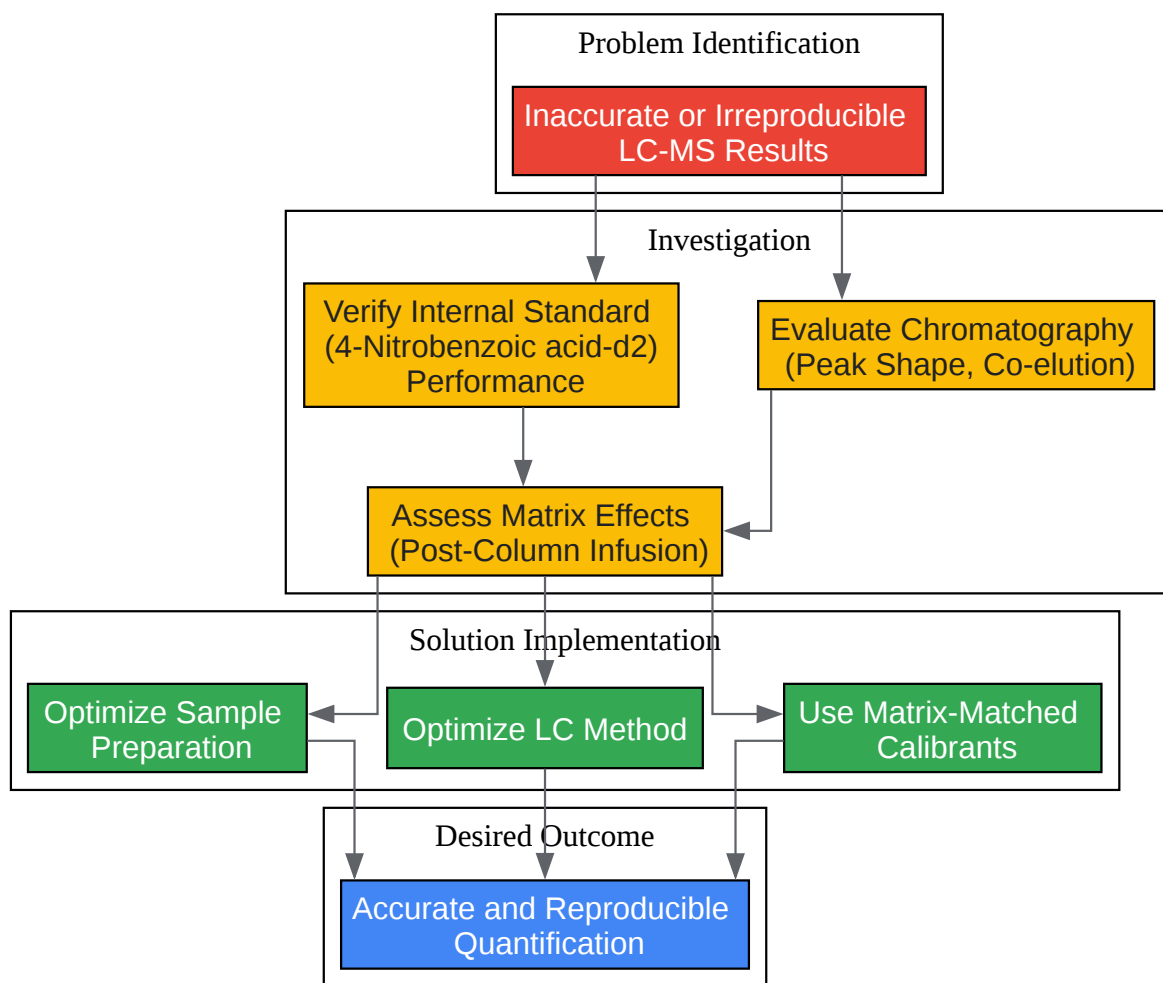 Problem Identification
Inaccurate or Irreproducible
LC-MS Results
Investigation
Verify Internal Standard
(4-Nitrobenzoic acid-d2)
Performance
Evaluate Chromatography
(Peak Shape, Co-elution)
Assess Matrix Effects
(Post-Column Infusion)
Solution Implementation
Optimize Sample
Preparation
Optimize LC Method
Use Matrix-Matched
Calibrants
Desired Outcome
Accurate and Reproducible
Quantification